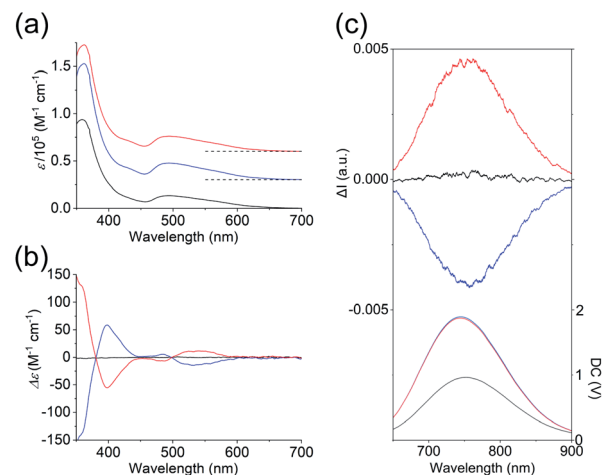 (a)
1.5
1.0
0.5
0.0
ε/10⁵ (M⁻¹ cm⁻¹)
400 500 600 700
Wavelength (nm)
(b)
150
100
50
0
-50
-100
-150
Δε (M⁻¹ cm⁻¹)
400 500 600 700
Wavelength (nm)
(c)
0.005
0.000
-0.005
ΔI (a.u.)
2
1
0
DC (V)
700 800 900
Wavelength (nm)